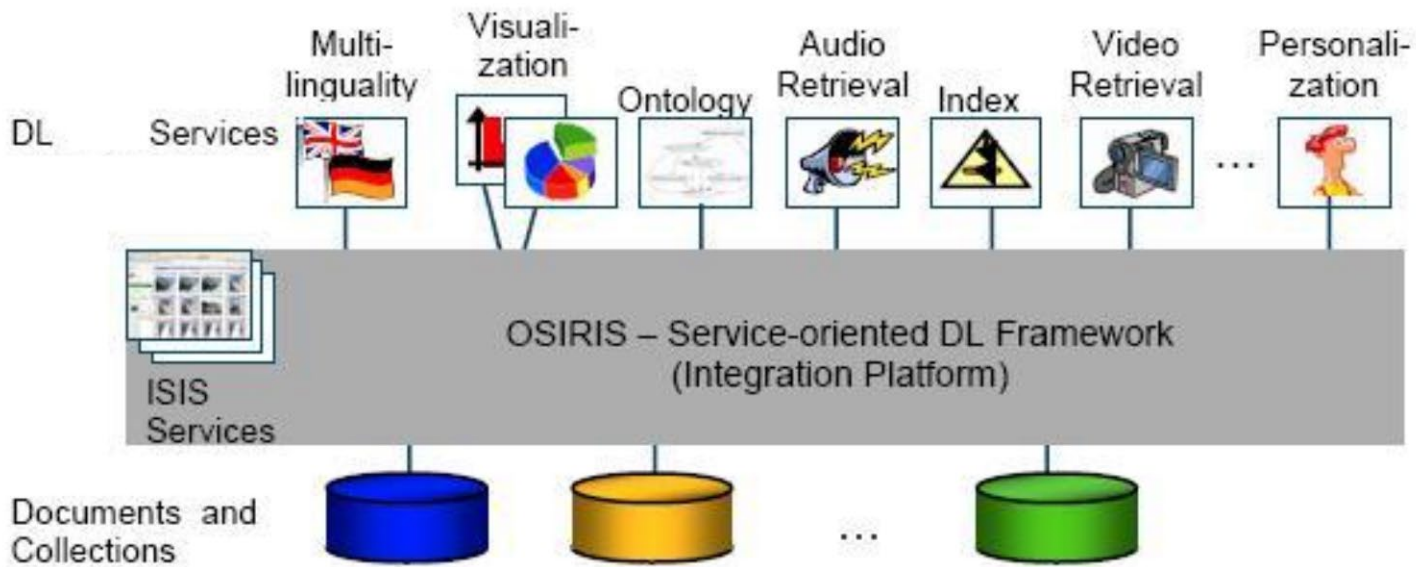 Multi-
linguality
Visuali-
zation
Ontology
Audio
Retrieval
Index
Video
Retrieval
Personali-
zation
DL Services
...
OSIRIS – Service-oriented DL Framework
(Integration Platform)
ISIS
Services
Documents and
Collections
...